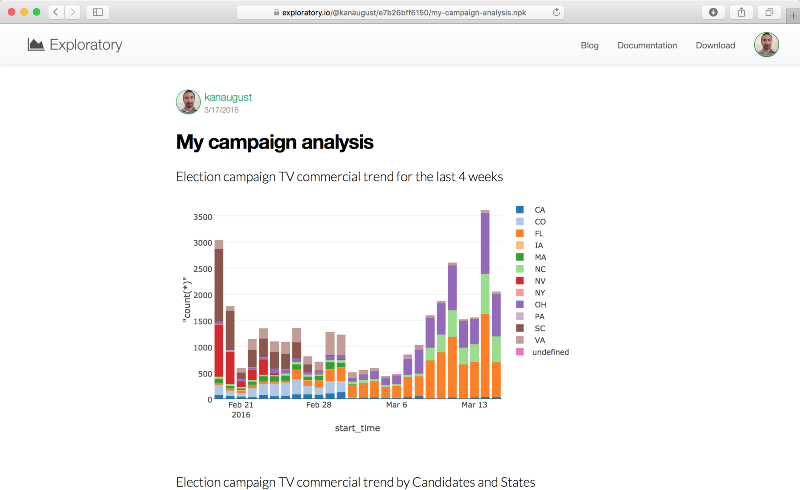 exploratory.io/@kanaugust/e7b26bff6150/my-campaign-analysis.npk
Exploratory
Blog
Documentation
Download
kanaugust
3/17/2016
My campaign analysis
Election campaign TV commercial trend for the last 4 weeks
"count(*)"
3500
3000
2500
2000
1500
1000
500
0
Feb 21
2016
Feb 28
Mar 6
Mar 13
start_time
CA
CO
FL
IA
MA
NC
NV
NY
OH
PA
SC
VA
undefined
Election campaign TV commercial trend by Candidates and States